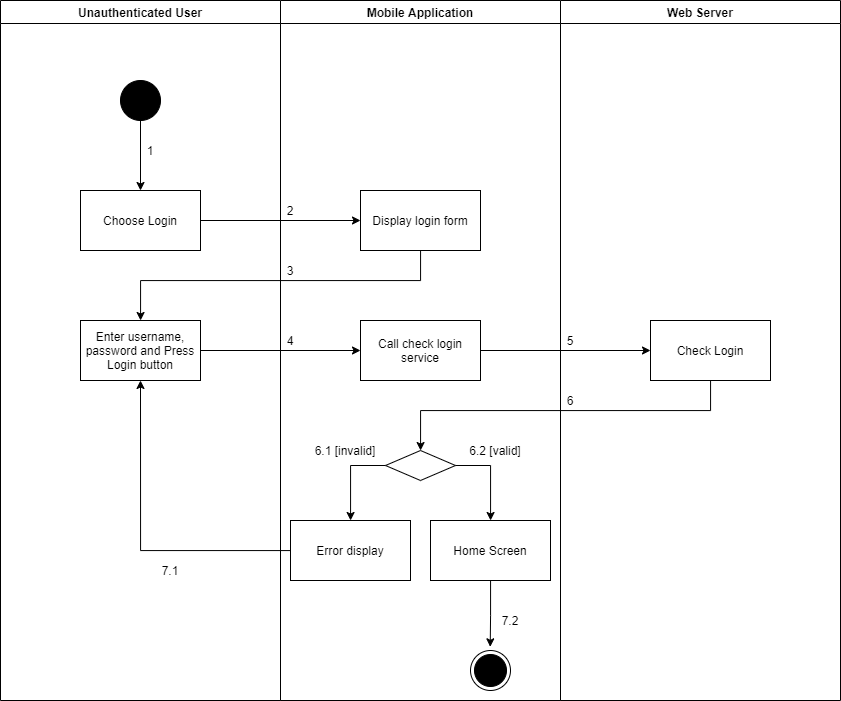 Unauthenticated User
Mobile Application
Web Server
1
Choose Login
2
Display login form
3
Enter username,
password and Press
Login button
4
Call check login
service
5
Check Login
6
6.1 [invalid]
6.2 [valid]
Error display
Home Screen
7.1
7.2